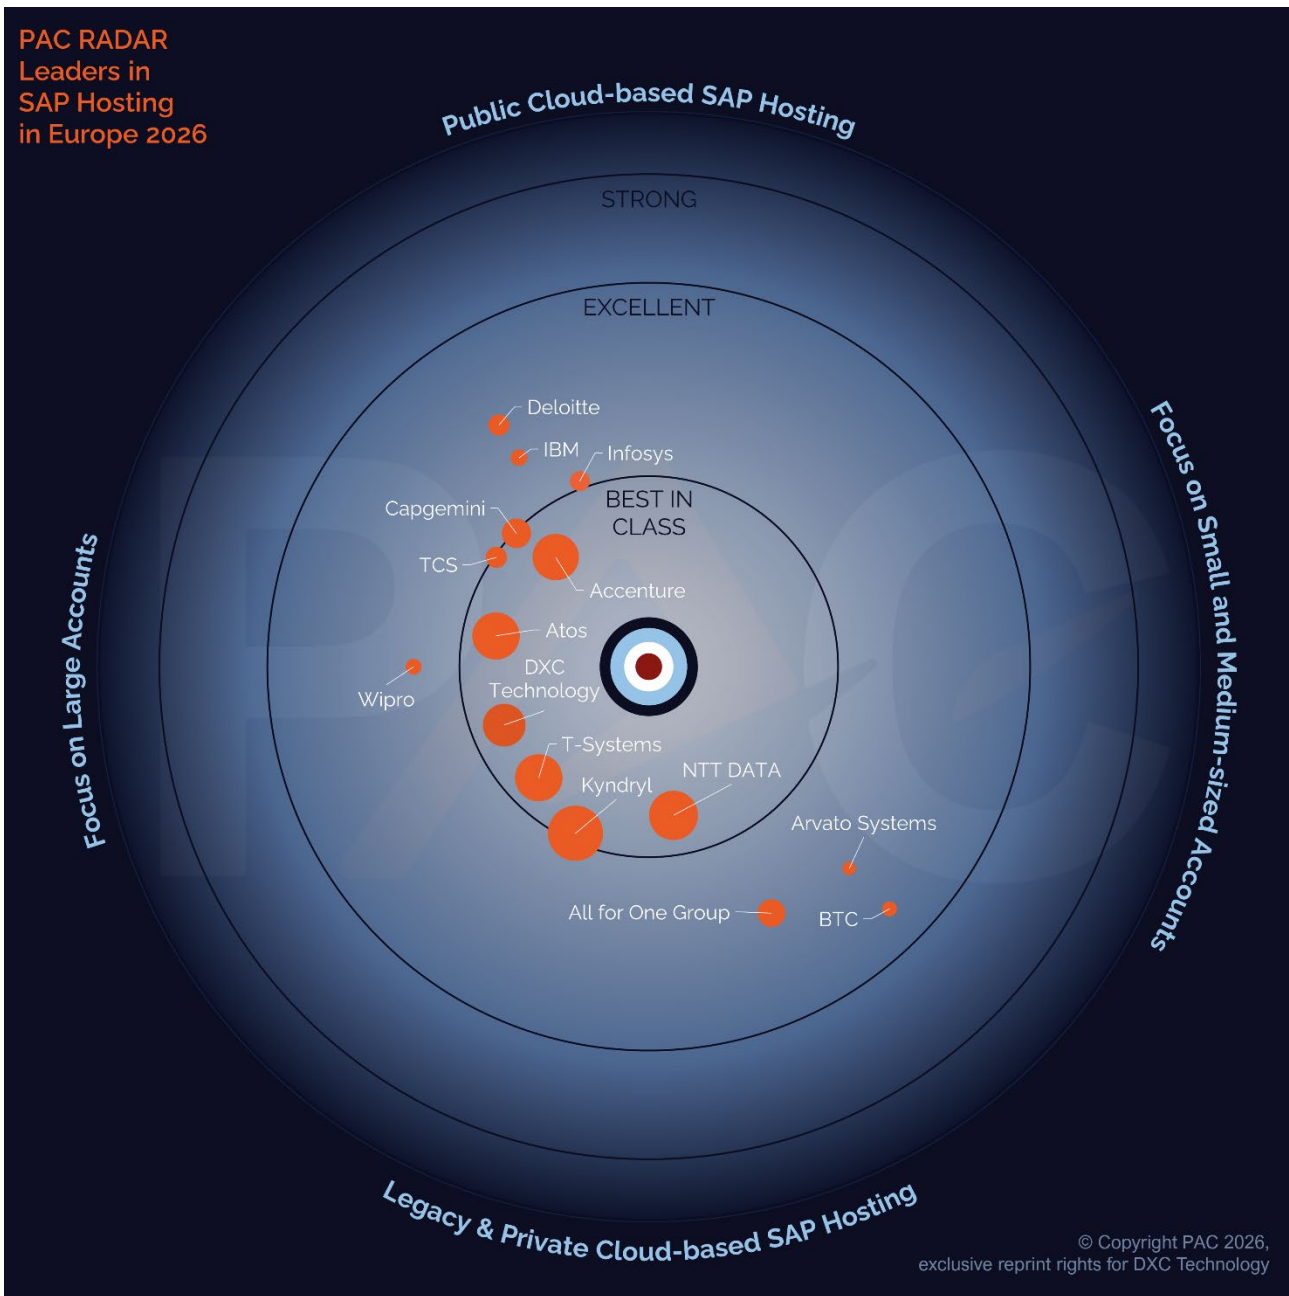 PAC RADAR
Leaders in
SAP Hosting
in Europe 2026
Public Cloud-based SAP Hosting
STRONG
EXCELLENT
Deloitte
IBM
Infosys
BEST IN
CLASS
Capgemini
TCS
Accenture
Atos
DXC
Technology
Wipro
T-Systems
Kyndryl
NTT DATA
Arvato Systems
All for One Group
BTC
Focus on Large Accounts
Focus on Small and Medium-sized Accounts
Legacy & Private Cloud-based SAP Hosting
PAC
© Copyright PAC 2026,
exclusive reprint rights for DXC Technology